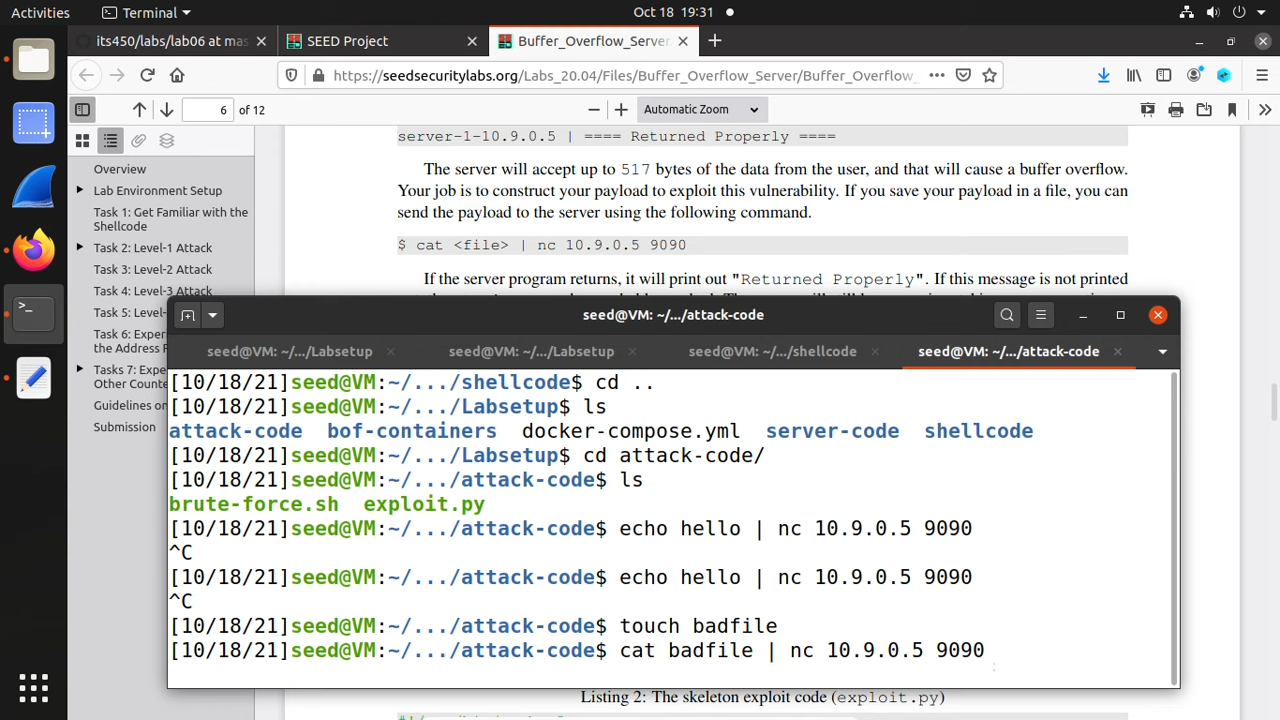 Activities
Terminal
Oct 18 19:31
its450/labs/lab06 at mas
SEED Project
Buffer_Overflow_Server.
https://seedsecuritylabs.org/Labs_20.04/Files/Buffer_Overflow_Server/Buffer_Overflow_
6 of 12
Automatic Zoom
Overview
Lab Environment Setup
Task 1: Get Familiar with the
Shellcode
Task 2: Level-1 Attack
Task 3: Level-2 Attack
Task 4: Level-3 Attack
Task 5: Level-
Task 6: Exper
the Address R
Tasks 7: Expe
Other Counter
Guidelines on
Submission
server-1-10.9.0.5 | ==== Returned Properly ====
The server will accept up to 517 bytes of the data from the user, and that will cause a buffer overflow.
Your job is to construct your payload to exploit this vulnerability. If you save your payload in a file, you can
send the payload to the server using the following command.
$ cat <file> | nc 10.9.0.5 9090
If the server program returns, it will print out "Returned Properly". If this message is not printed
seed@VM: ~/.../attack-code
seed@VM: ~/.../Labsetup
seed@VM: ~/.../Labsetup
seed@VM: ~/.../shellcode
seed@VM: ~/.../attack-code
[10/18/21]seed@VM:~/.../shellcode$ cd ..
[10/18/21]seed@VM:~/.../Labsetup$ ls
attack-code bof-containers docker-compose.yml server-code shellcode
[10/18/21]seed@VM:~/.../Labsetup$ cd attack-code/
[10/18/21]seed@VM:~/.../attack-code$ ls
brute-force.sh exploit.py
[10/18/21]seed@VM:~/.../attack-code$ echo hello | nc 10.9.0.5 9090
^C
[10/18/21]seed@VM:~/.../attack-code$ echo hello | nc 10.9.0.5 9090
^C
[10/18/21]seed@VM:~/.../attack-code$ touch badfile
[10/18/21]seed@VM:~/.../attack-code$ cat badfile | nc 10.9.0.5 9090
Listing 2: The skeleton exploit code (exploit.py)